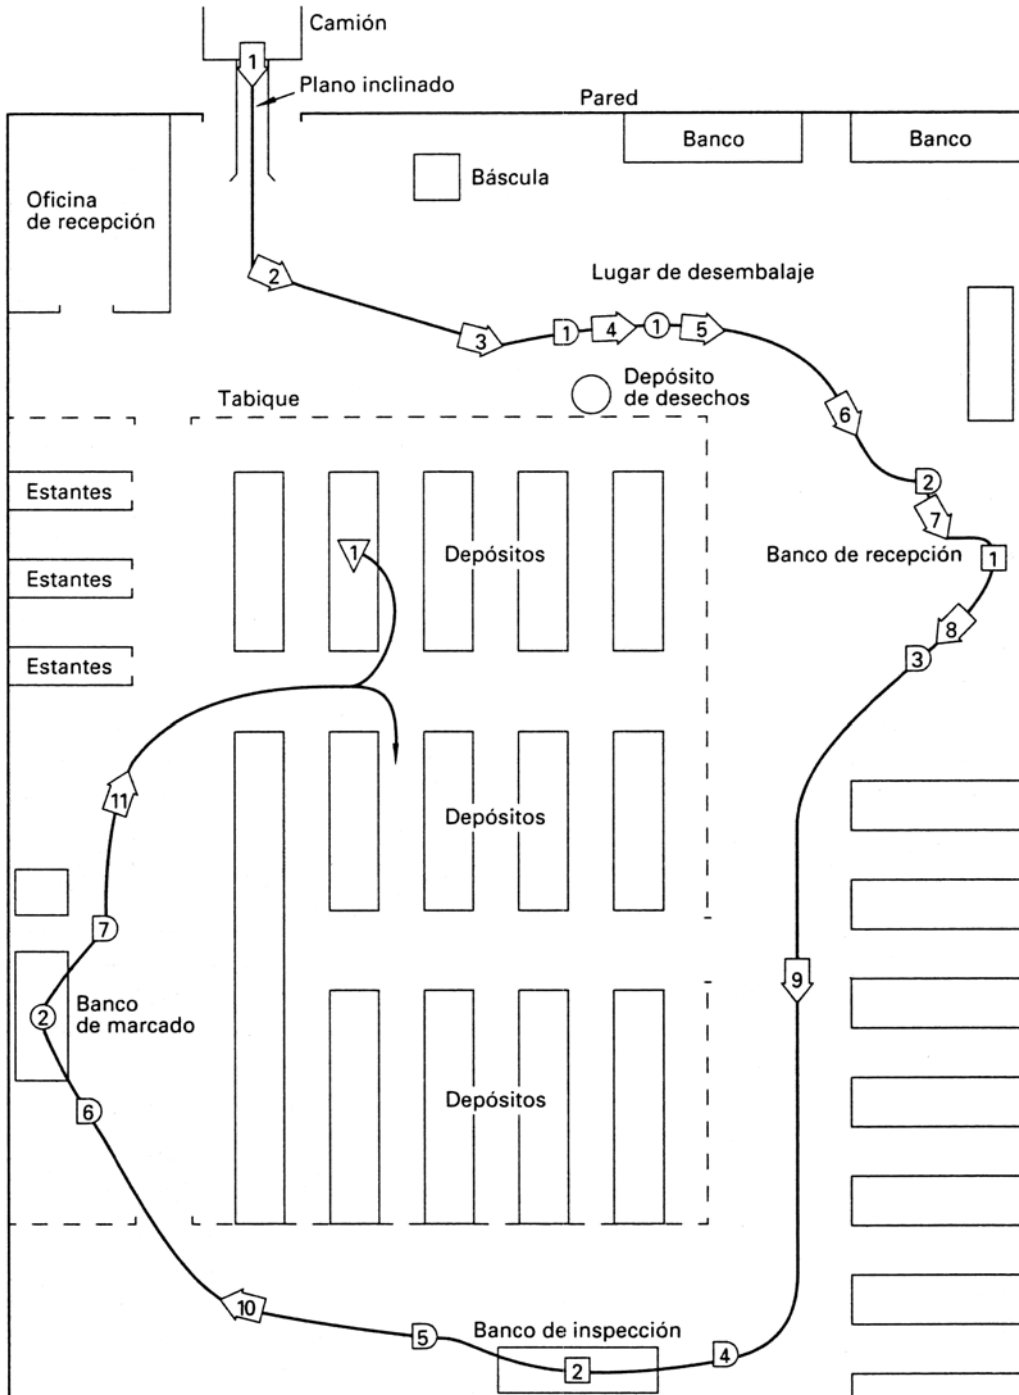 Camión
1
Plano inclinado
Pared
Banco
Banco
Báscula
Oficina
de recepción
2
Lugar de desembalaje
3
1
4
1
5
Depósito
de desechos
Tabique
6
Estantes
2
7
1
Depósitos
Banco de recepción
1
Estantes
8
3
Estantes
11
Depósitos
7
9
2
Banco
de marcado
6
Depósitos
10
5
Banco de inspección
4
2